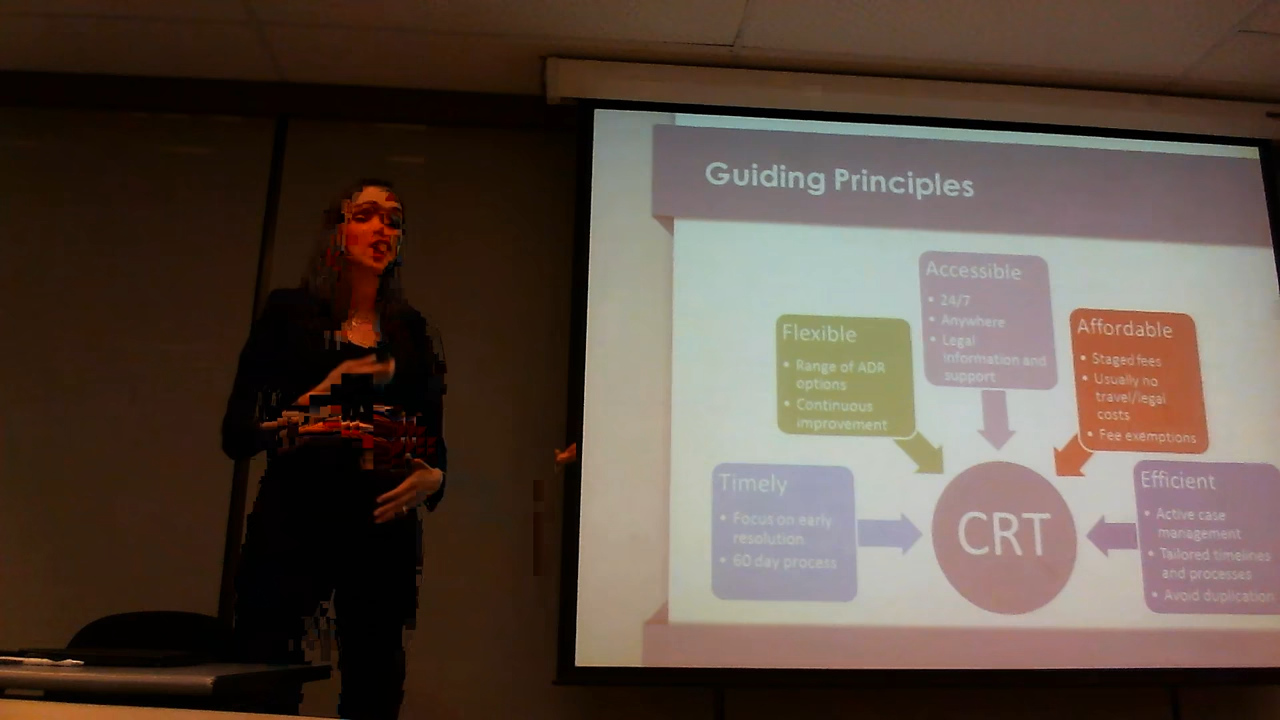 Guiding Principles
Accessible
• 24/7
• Anywhere
• Legal
information and
support
Flexible
• Range of ADR
options
• Continuous
improvement
Affordable
• Staged fees
• Usually no
travel/legal
costs
• Fee exemptions
Timely
• Focus on early
resolution
• 60 day process
CRT
Efficient
• Active case
management
• Tailored timelines
and processes
• Avoid duplication